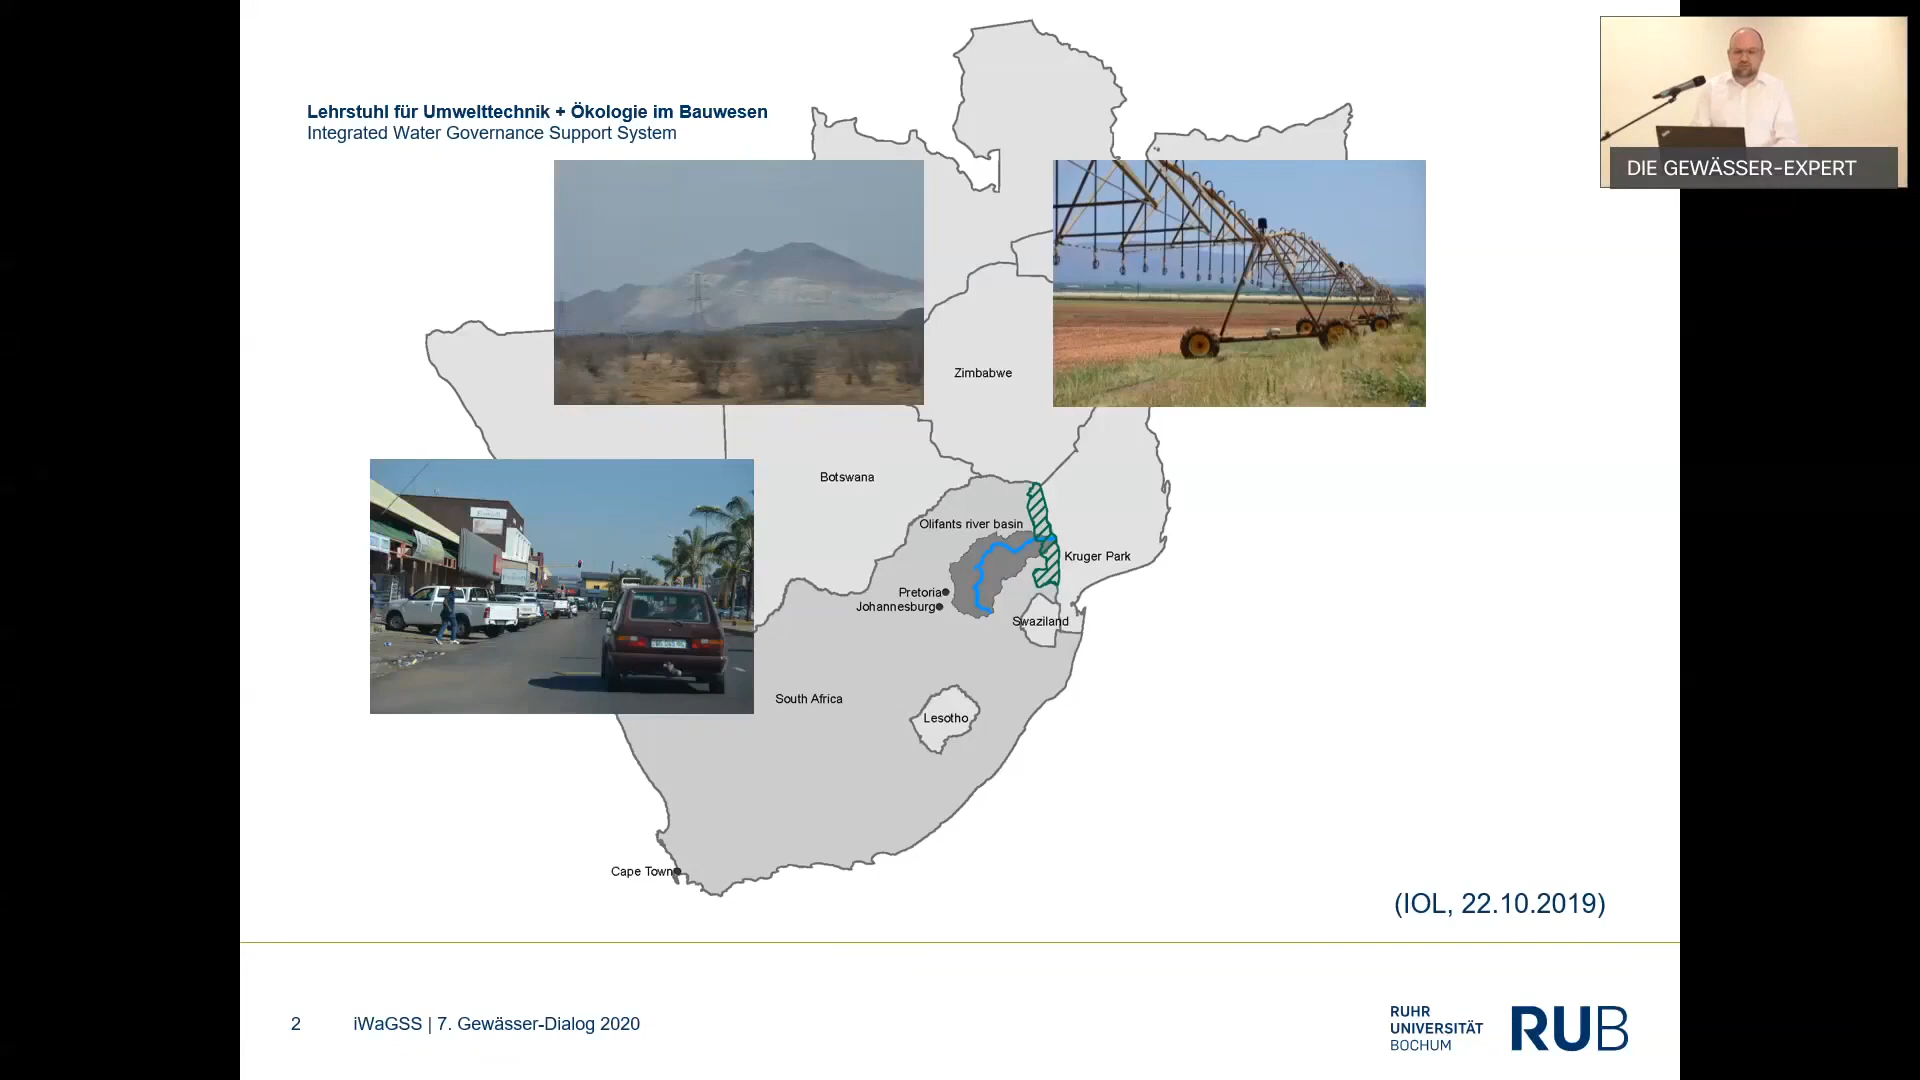 Lehrstuhl für Umwelttechnik + Ökologie im Bauwesen
Integrated Water Governance Support System
DIE GEWÄSSER-EXPERT
Zimbabwe
Botswana
Olifants river basin
Kruger Park
Pretoria
Johannesburg
Swaziland
South Africa
Lesotho
Cape Town
(IOL, 22.10.2019)
2
iWaGSS | 7. Gewässer-Dialog 2020
RUHR
UNIVERSITÄT
BOCHUM
RUB